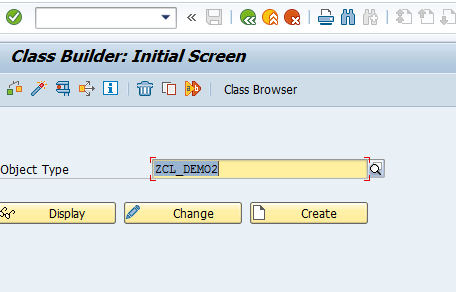 Class Builder: Initial Screen
Class Browser
Object Type ZCL_DEMO2
Display Change Create